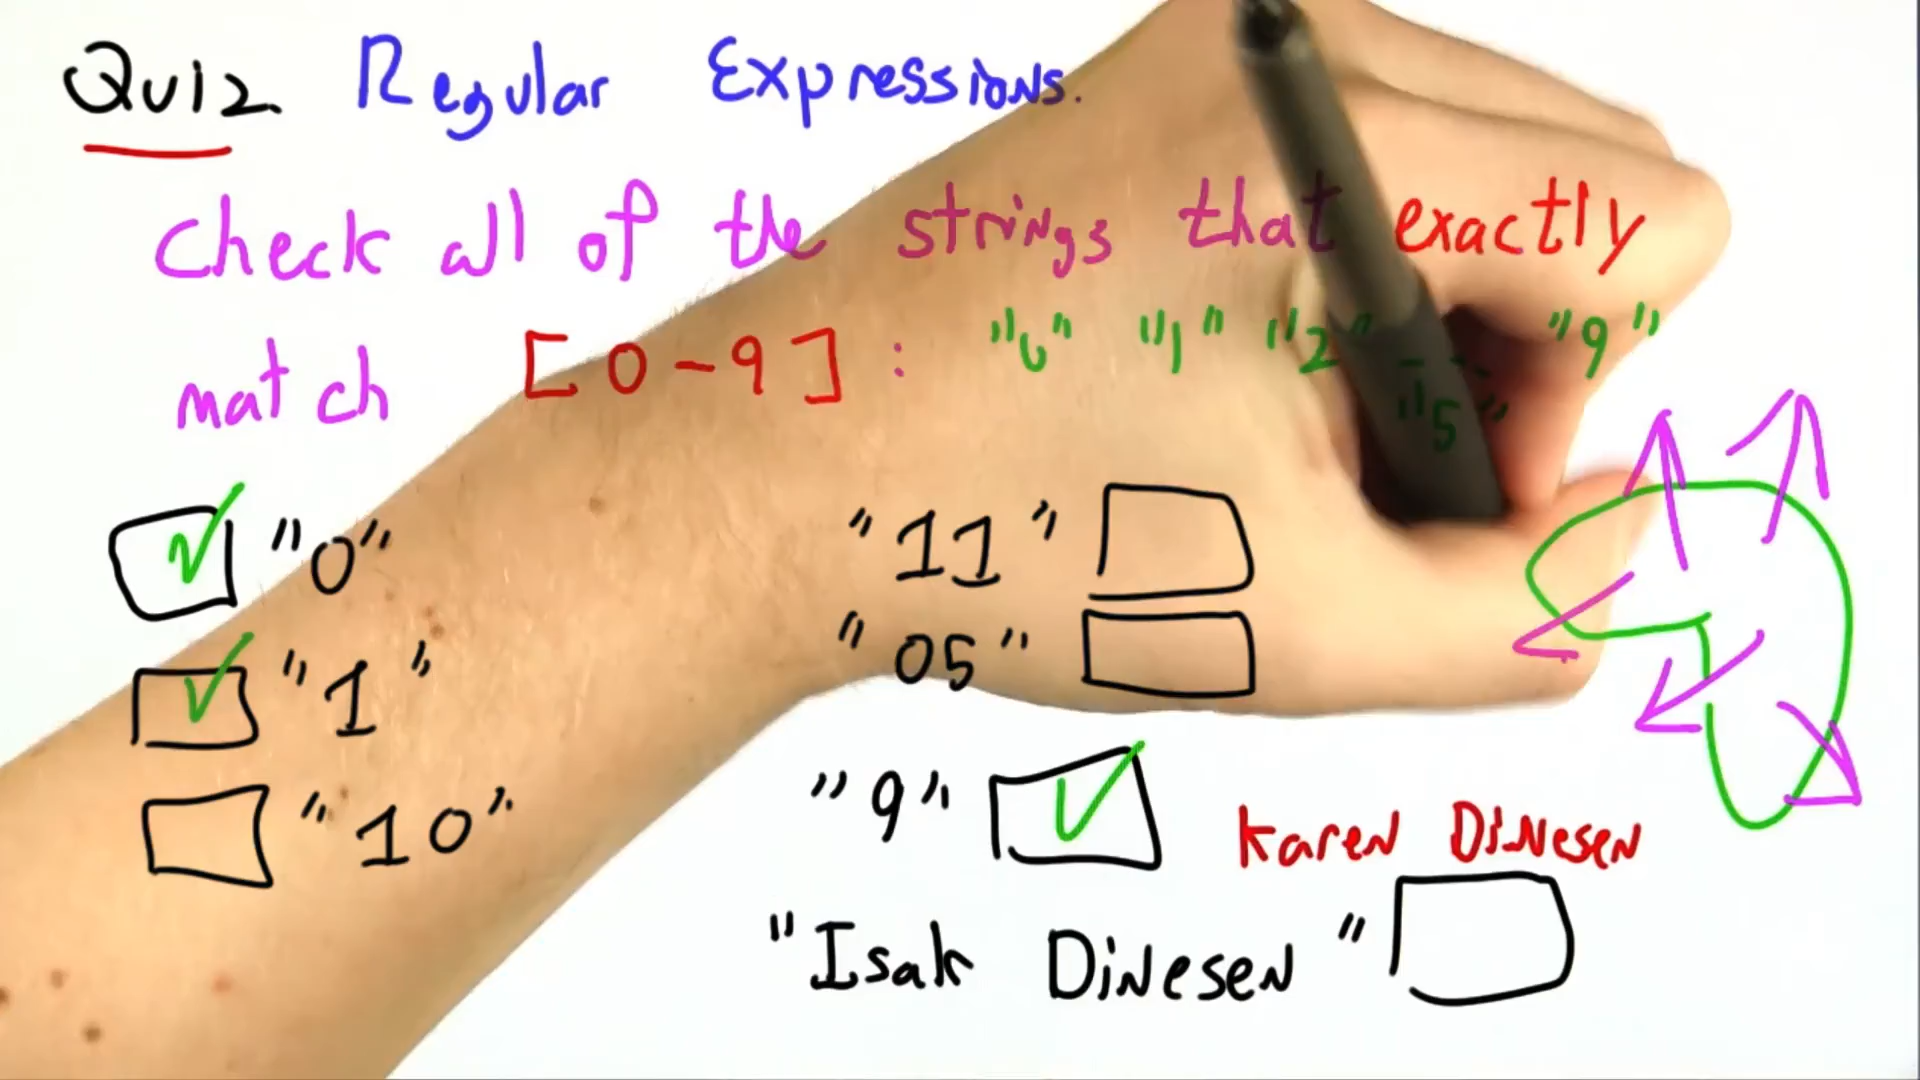 Quiz Regular Expressions.
Check all of the strings that exactly
match [0-9] : "0" "1" "2" ... "9"
"5"
"0" "11"
"1" "05"
"10" "9"
Karen Dinesen
"Isak Dinesen"